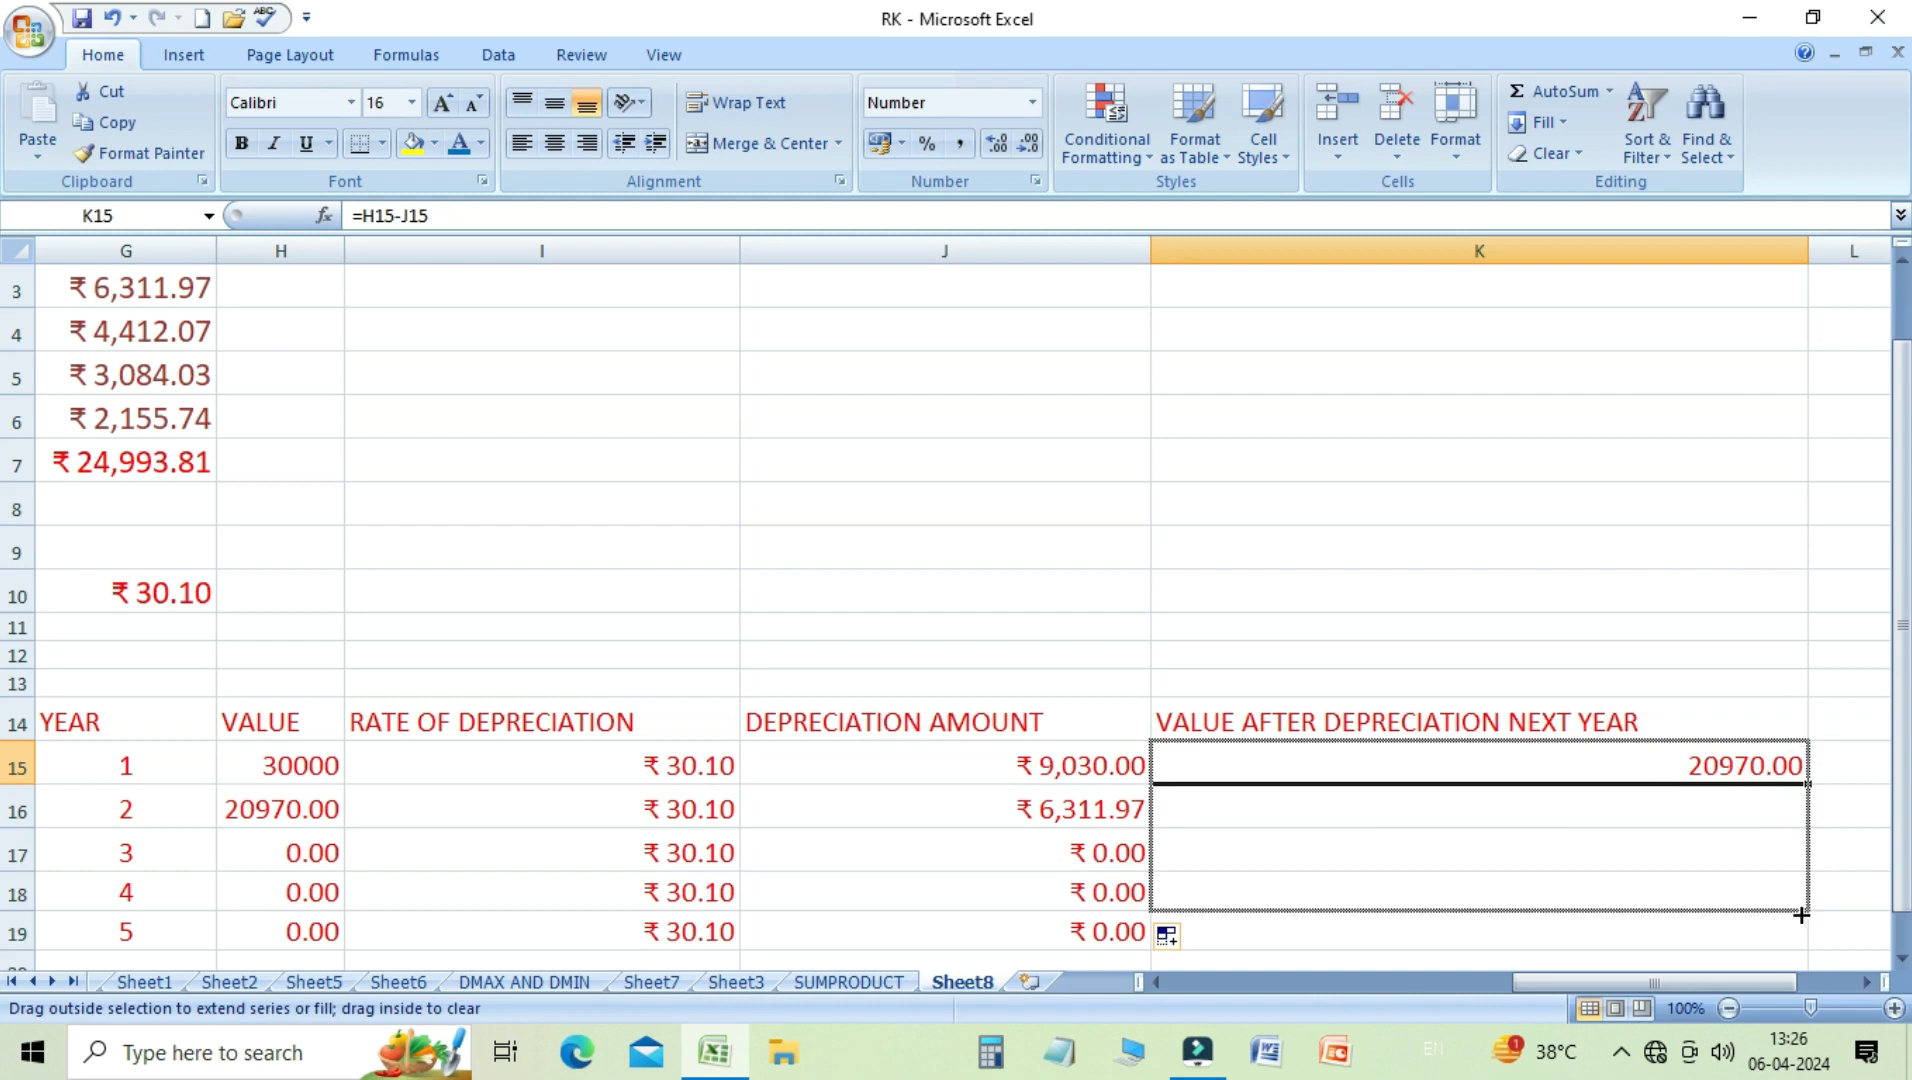 RK - Microsoft Excel
Home Insert Page Layout Formulas Data Review View
Paste Cut Copy Format Painter Clipboard
Calibri 16 B I U Font
Wrap Text Merge & Center Alignment
Number % , Number
Conditional Formatting Format as Table Cell Styles Styles
Insert Delete Format Cells
Σ AutoSum Fill Clear Sort & Filter Find & Select Editing
K15 fx =H15-J15
G H I J K L
3 ₹ 6,311.97
4 ₹ 4,412.07
5 ₹ 3,084.03
6 ₹ 2,155.74
7 ₹ 24,993.81
8
9
10 ₹ 30.10
11
12
13
14 YEAR VALUE RATE OF DEPRECIATION DEPRECIATION AMOUNT VALUE AFTER DEPRECIATION NEXT YEAR
15 1 30000 ₹ 30.10 ₹ 9,030.00 20970.00
16 2 20970.00 ₹ 30.10 ₹ 6,311.97
17 3 0.00 ₹ 30.10 ₹ 0.00
18 4 0.00 ₹ 30.10 ₹ 0.00
19 5 0.00 ₹ 30.10 ₹ 0.00
Sheet1 Sheet2 Sheet5 Sheet6 DMAX AND DMIN Sheet7 Sheet3 SUMPRODUCT Sheet8
Drag outside selection to extend series or fill; drag inside to clear 100%
Type here to search EN 1 38°C 13:26
06-04-2024